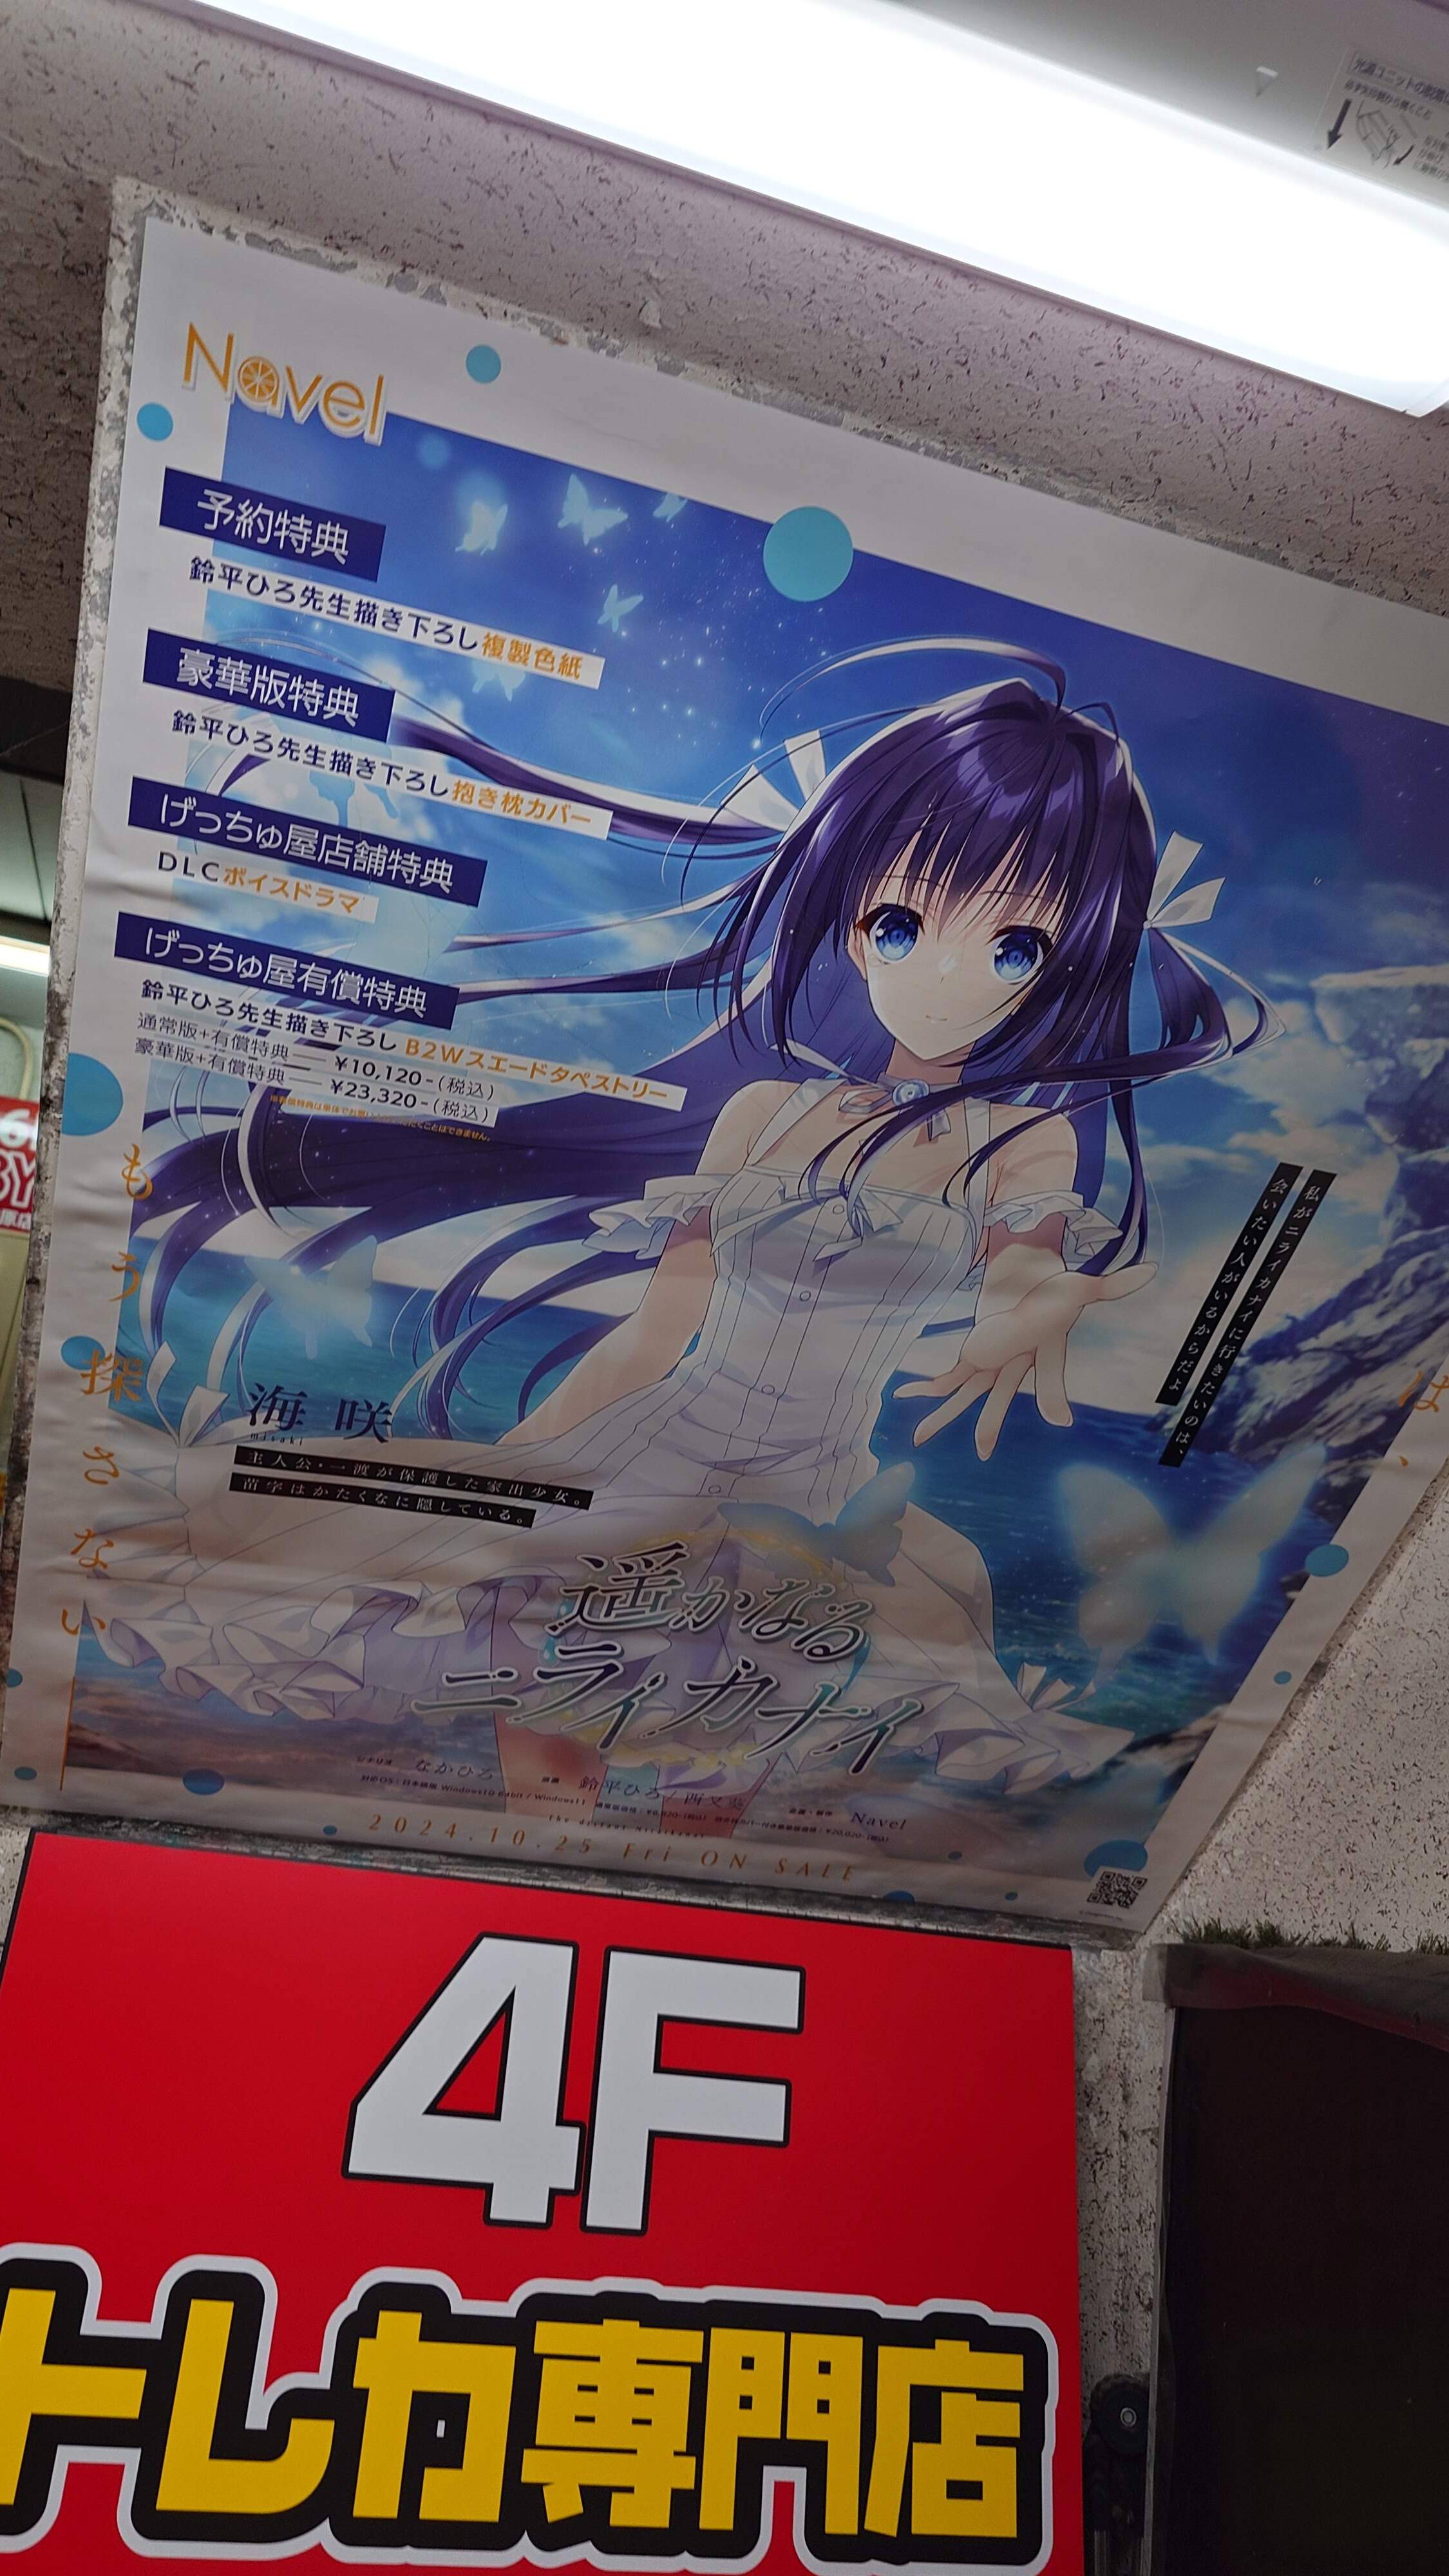 Navel
予約特典
鈴平ひろ先生描き下ろし複製色紙
豪華版特典
鈴平ひろ先生描き下ろし抱き枕カバー
げっちゅ屋店舗特典
DLCボイスドラマ
げっちゅ屋有償特典
鈴平ひろ先生描き下ろし B2Wスエードタペストリー
通常版+有償特典 ―― ¥10,120-(税込)
豪華版+有償特典 ―― ¥23,320-(税込)
もう探さない
私がニライカナイに行きたいのは、
会いたい人がいるからだよ
は、
海咲
misaki
主人公・一渡が保護した家出少女。
苗字はかたくなに隠している。
遥かなる
ニライカナイ
シナリオ なかひろ 原画 鈴平ひろ/西又葵 企画・製作 Navel
2024.10.25 Fri ON SALE
4F
トレカ専門店